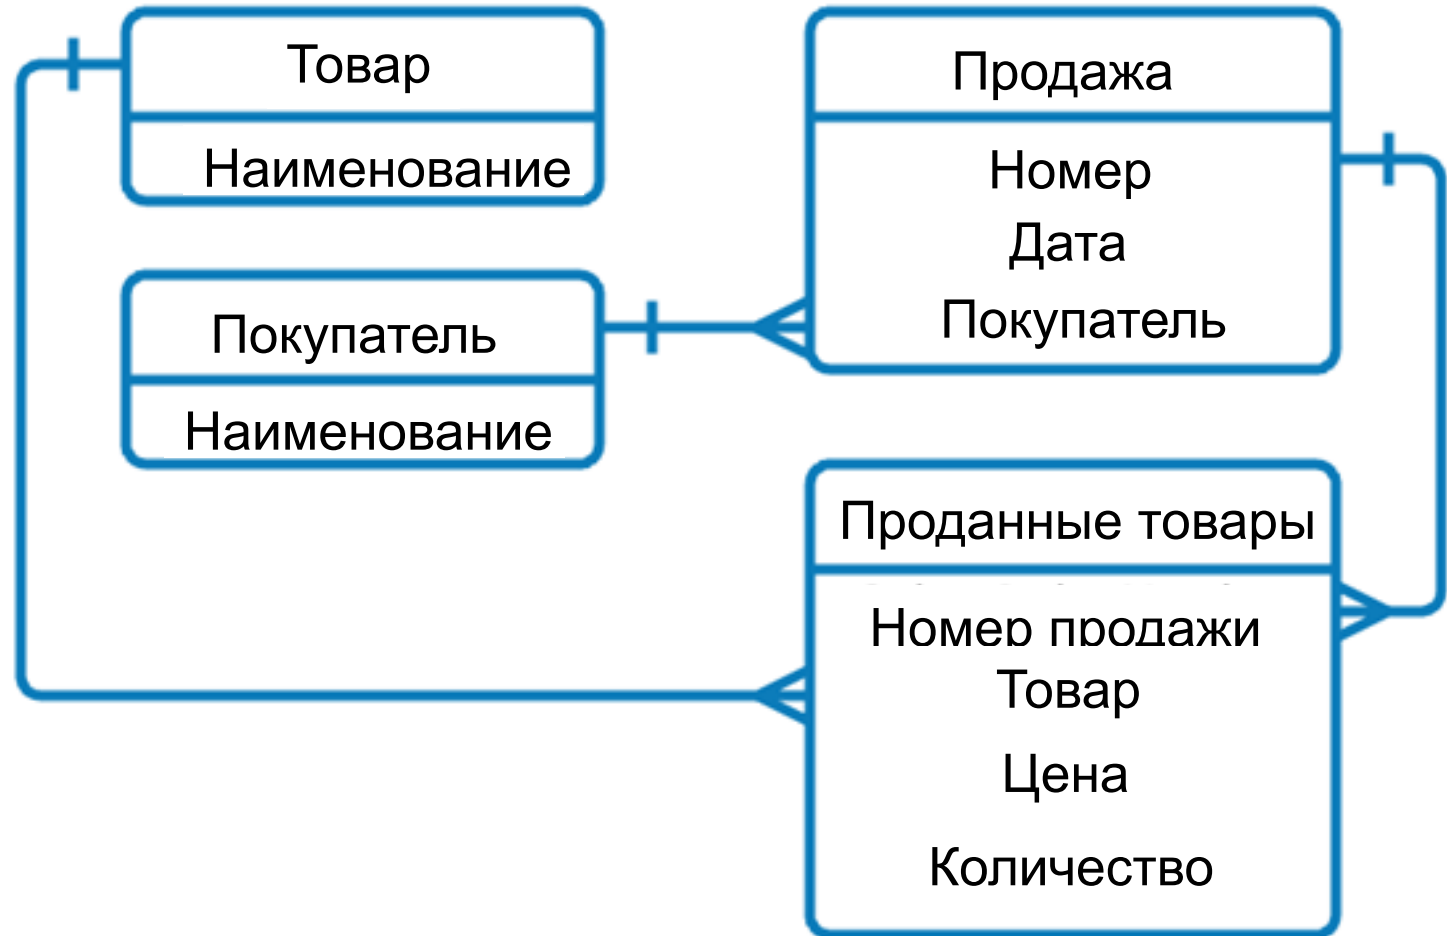 Товар
Наименование
Покупатель
Наименование
Продажа
Номер
Дата
Покупатель
Проданные товары
Номер продажи
Товар
Цена
Количество